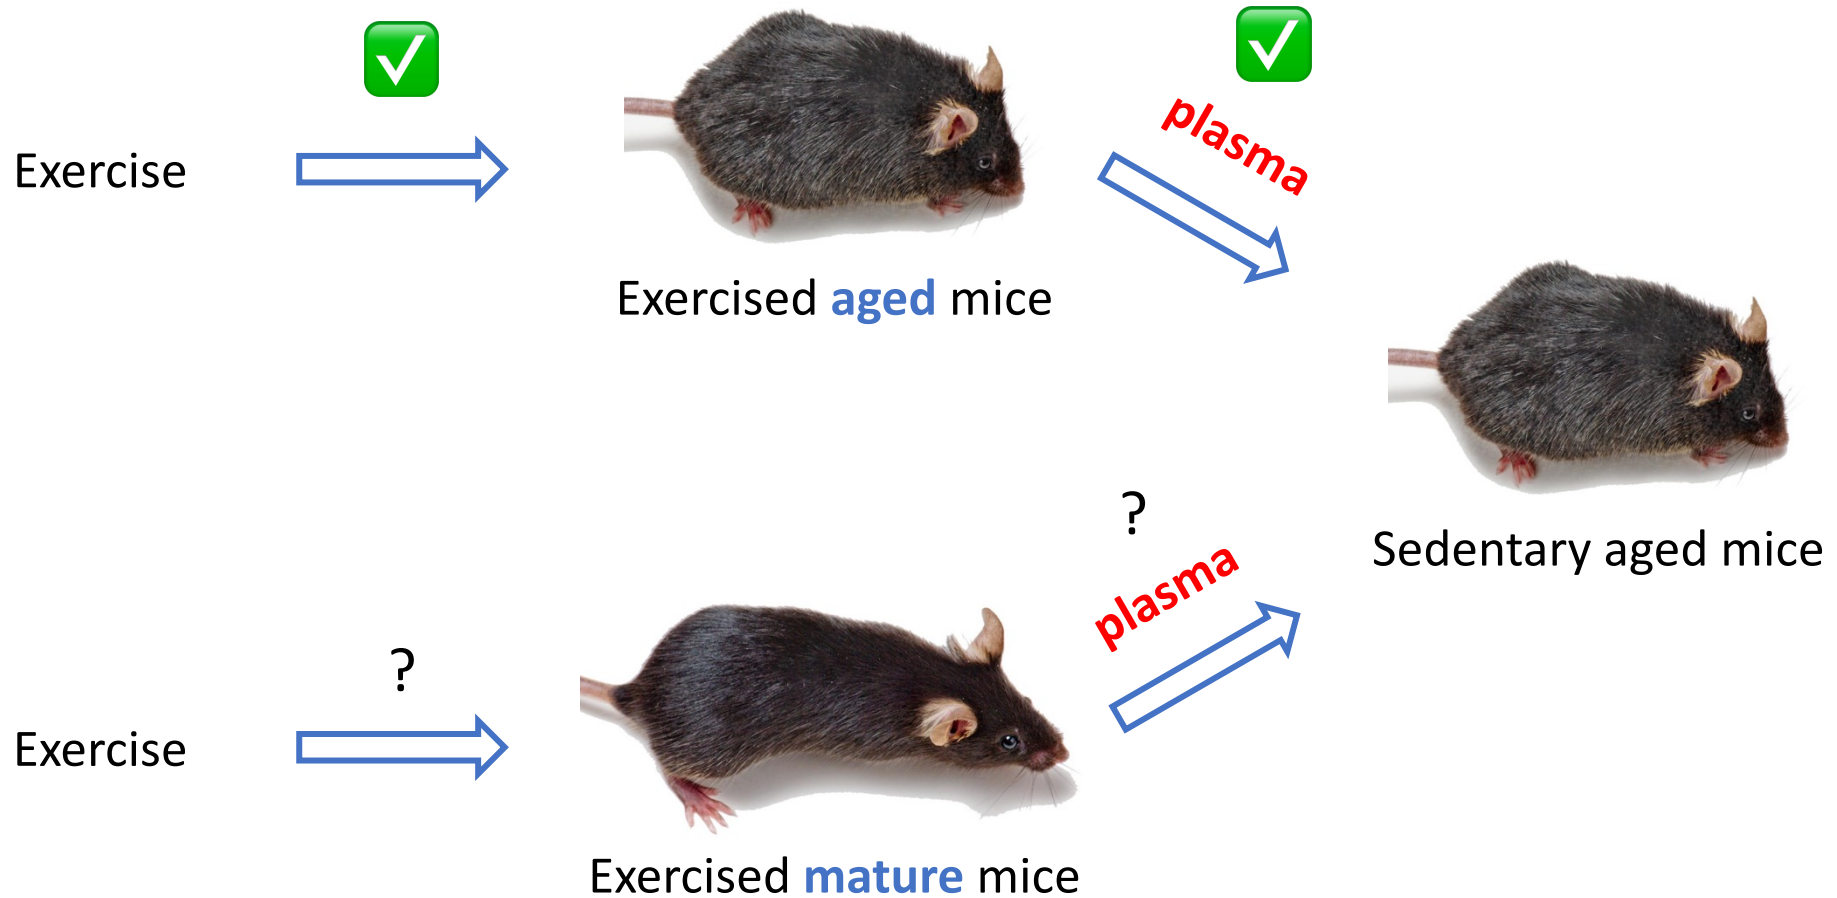 Exercise
plasma
Exercised aged mice
?
plasma
Sedentary aged mice
?
Exercise
Exercised mature mice